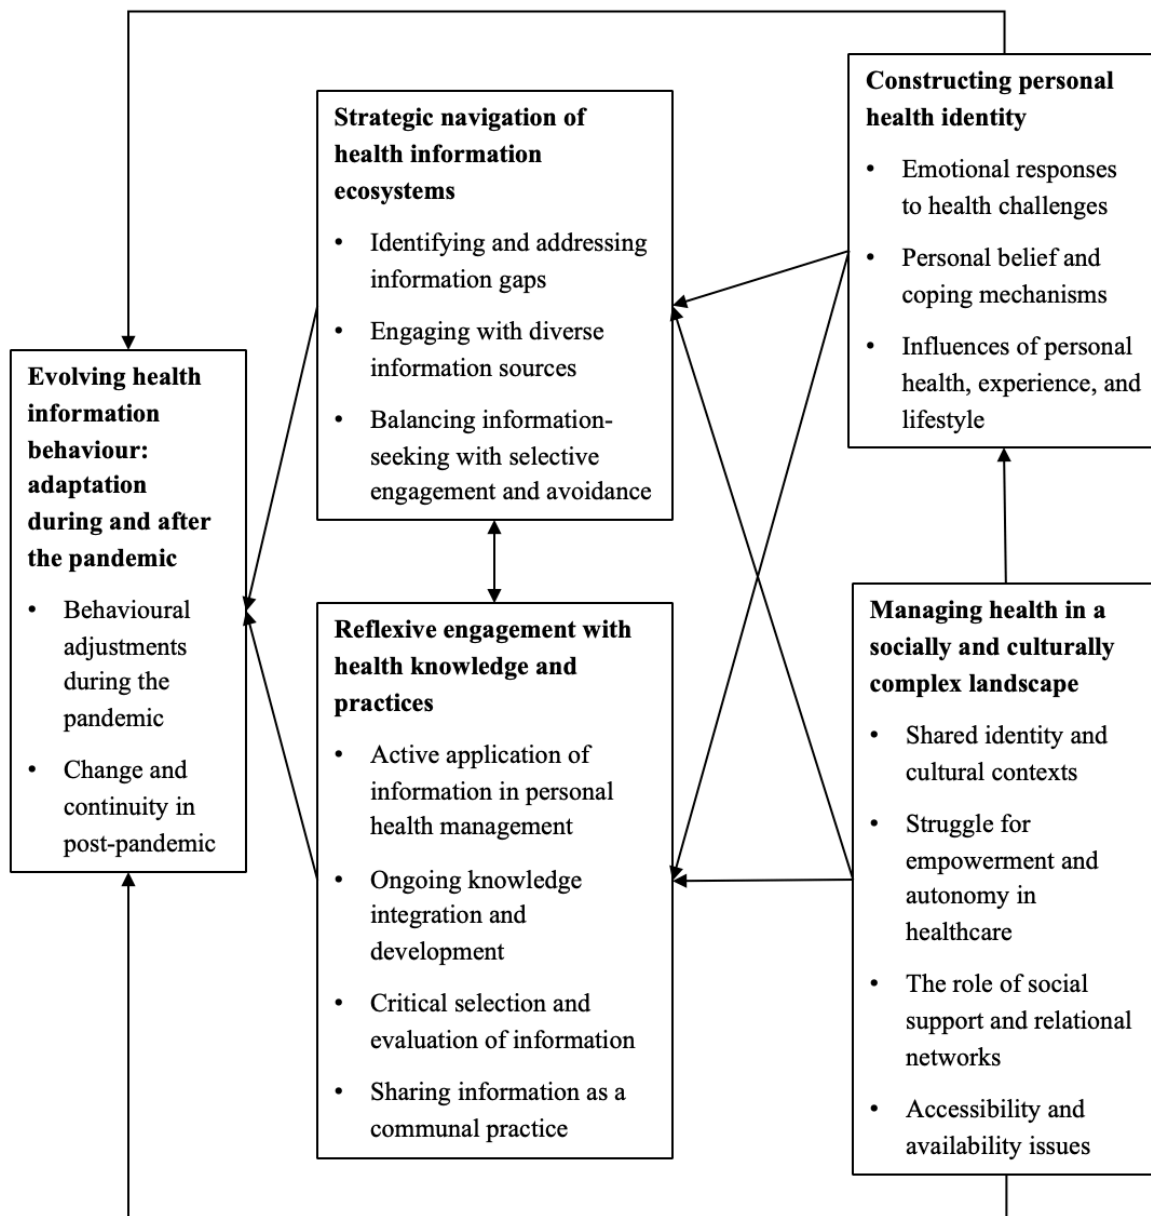 Evolving health
information
behaviour:
adaptation
during and after
the pandemic
• Behavioural
adjustments
during the
pandemic
• Change and
continuity in
post-pandemic
Strategic navigation of
health information
ecosystems
• Identifying and addressing
information gaps
• Engaging with diverse
information sources
• Balancing information-
seeking with selective
engagement and avoidance
Reflexive engagement with
health knowledge and
practices
• Active application of
information in personal
health management
• Ongoing knowledge
integration and
development
• Critical selection and
evaluation of information
• Sharing information as a
communal practice
Constructing personal
health identity
• Emotional responses
to health challenges
• Personal belief and
coping mechanisms
• Influences of personal
health, experience, and
lifestyle
Managing health in a
socially and culturally
complex landscape
• Shared identity and
cultural contexts
• Struggle for
empowerment and
autonomy in
healthcare
• The role of social
support and relational
networks
• Accessibility and
availability issues